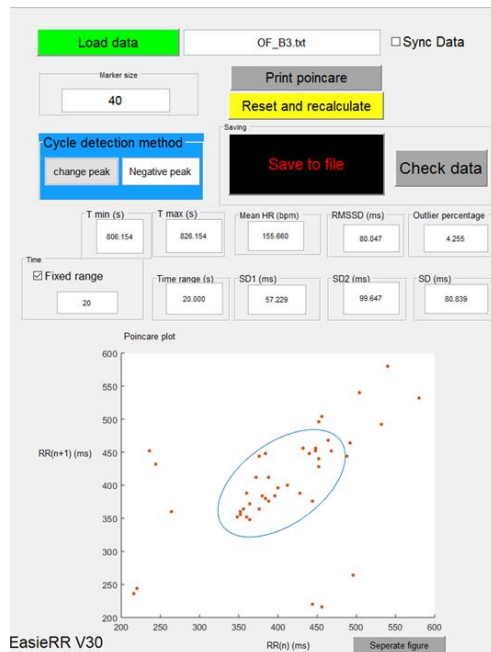 Load data OF_B3.txt Sync Data
Marker size
40
Print poincare
Reset and recalculate
Cycle detection method
change peak Negative peak
Saving
Save to file Check data
T min (s) T max (s) Mean HR (bpm) RMSSD (ms) Outlier percentage
806.154 826.154 155.660 80.047 4.255
Time
Fixed range
20
Time range (s) SD1 (ms) SD2 (ms) SD (ms)
20.000 57.229 99.647 80.839
Poincare plot
600
550
500
450
RR(n+1) (ms)
400
350
300
250
200
200 250 300 350 400 450 500 550 600
RR(n) (ms)
EasieRR V30
Seperate figure